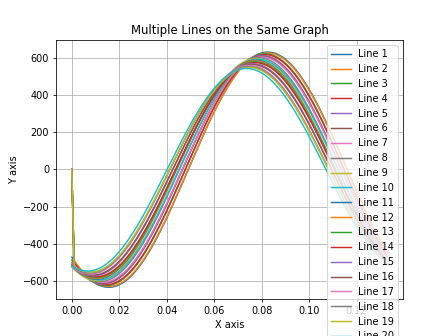 Multiple Lines on the Same Graph
Y axis
600
400
200
0
−200
−400
−600
0.00
0.02
0.04
0.06
0.08
0.10
X axis
Line 1
Line 2
Line 3
Line 4
Line 5
Line 6
Line 7
Line 8
Line 9
Line 10
Line 11
Line 12
Line 13
Line 14
Line 15
Line 16
Line 17
Line 18
Line 19
Line 20